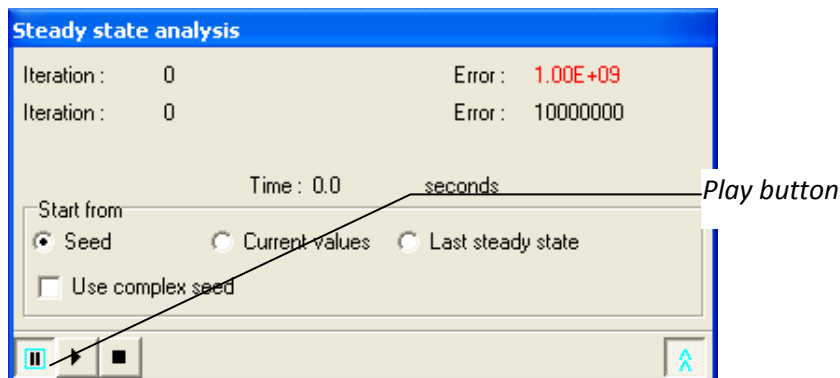 Steady state analysis
Iteration : 0 Error : 1.00E+09
Iteration : 0 Error : 10000000
Time : 0.0 seconds
Play button
Start from
Seed Current values Last steady state
Use complex seed